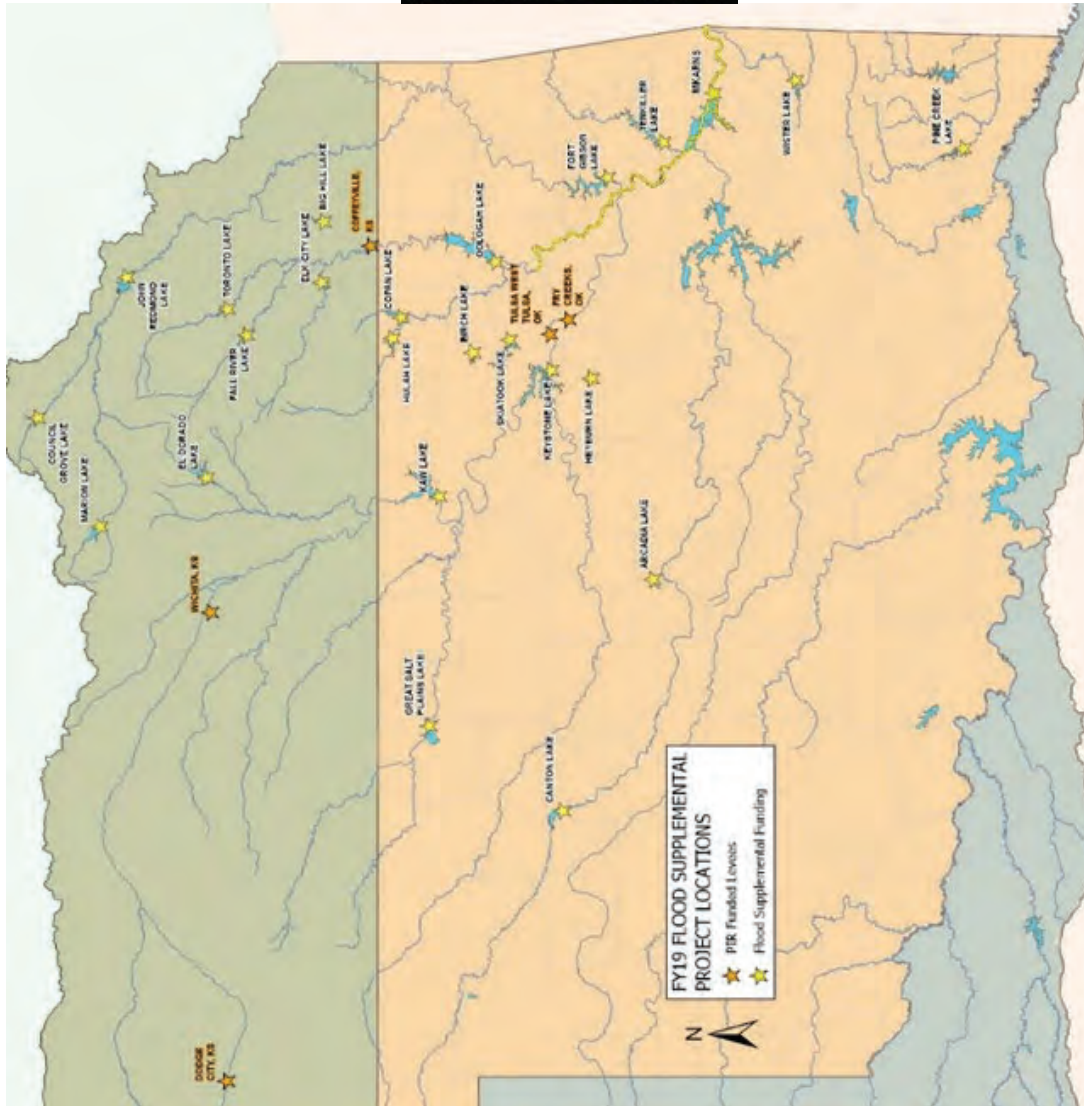 COUNCIL
GROVE LAKE
MARION LAKE
JOHN
REDMOND
LAKE
EL DORADO
LAKE
TORONTO LAKE
FALL RIVER
LAKE
WICHITA, KS
DODGE
CITY, KS
ELK CITY LAKE
BIG HILL LAKE
COFFEYVILLE,
KS
COPAN LAKE
HULAH LAKE
KAW LAKE
GREAT SALT
PLAINS LAKE
BIRCH LAKE
OOLOGAH LAKE
SKIATOOK LAKE
TULSA WEST
TULSA,
OK
FRY
CREEKS,
OK
KEYSTONE LAKE
HEYBURN LAKE
FORT
GIBSON
LAKE
TENKILLER
LAKE
MKARNS
CANTON LAKE
ARCADIA LAKE
WISTER LAKE
PINE CREEK
LAKE
N
FY19 FLOOD SUPPLEMENTAL
PROJECT LOCATIONS
PIR Funded Levees
Flood Supplemental Funding